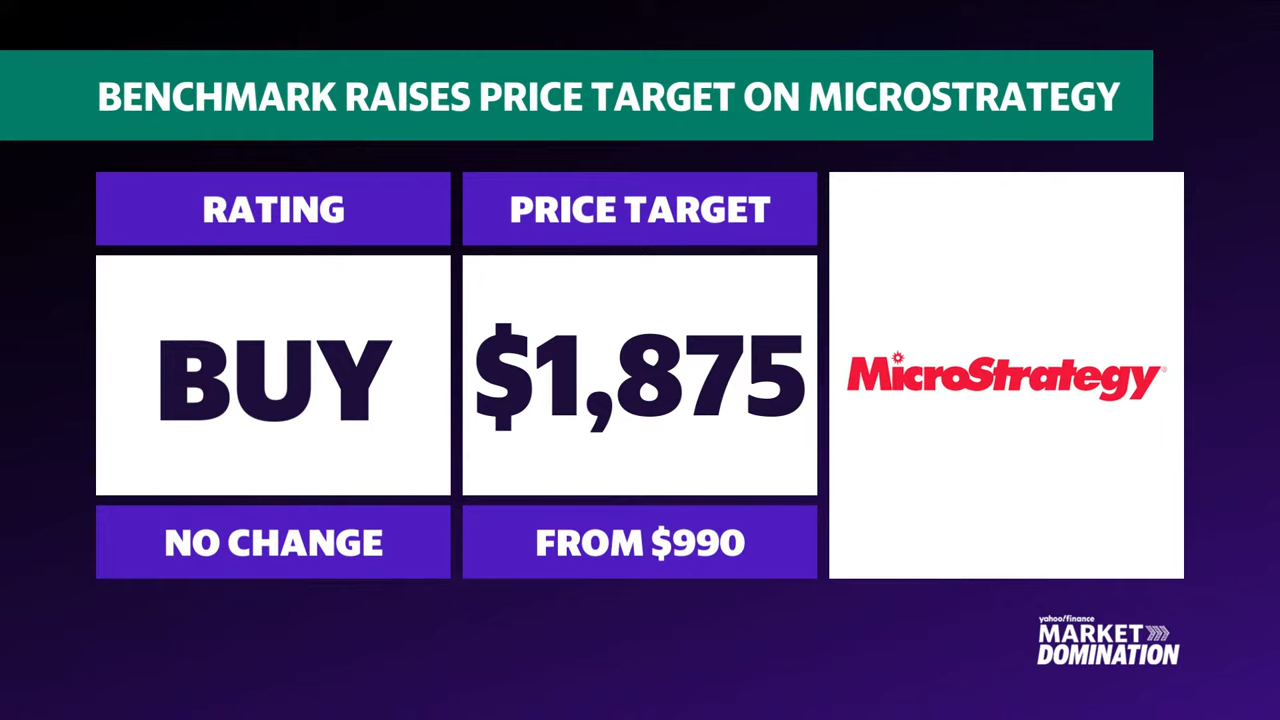 BENCHMARK RAISES PRICE TARGET ON MICROSTRATEGY
RATING
BUY
NO CHANGE
PRICE TARGET
$1,875
FROM $990
MicroStrategy®
yahoo!finance
MARKET
DOMINATION